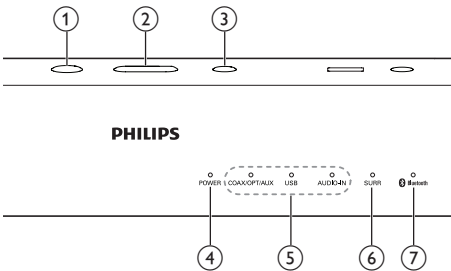 1 2 3
PHILIPS
POWER COAX/OPT/AUX USB AUDIO-IN SURR Bluetooth
4 5 6 7